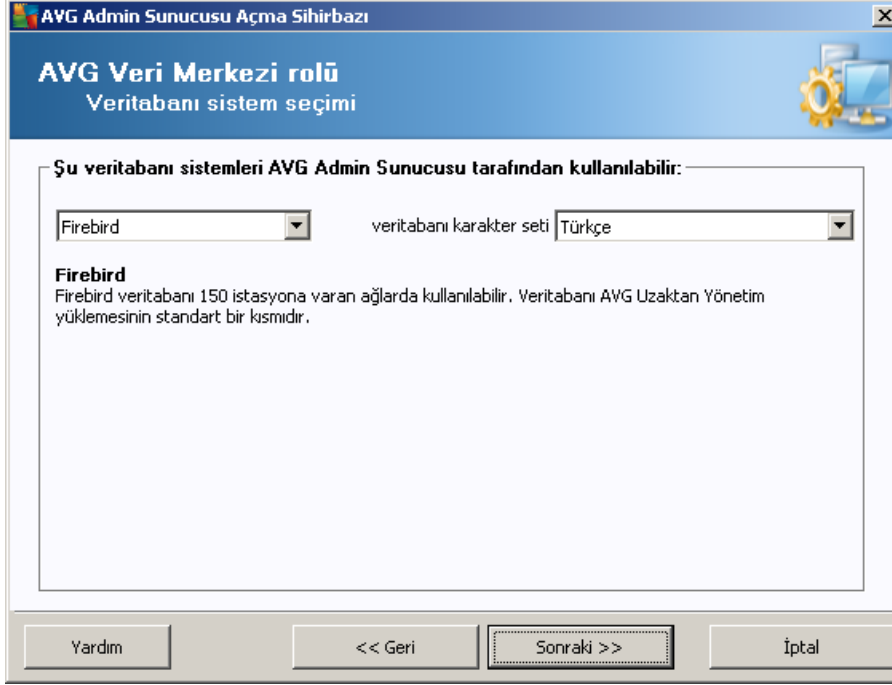 AVG Admin Sunucusu Açma Sihirbazı
AVG Veri Merkezi rolü
Veritabanı sistem seçimi
Şu veritabanı sistemleri AVG Admin Sunucusu tarafından kullanılabilir:
Firebird veritabanı karakter seti Türkçe
Firebird
Firebird veritabanı 150 istasyona varan ağlarda kullanılabilir. Veritabanı AVG Uzaktan Yönetim
yüklemesinin standart bir kısmıdır.
Yardım << Geri Sonraki >> İptal